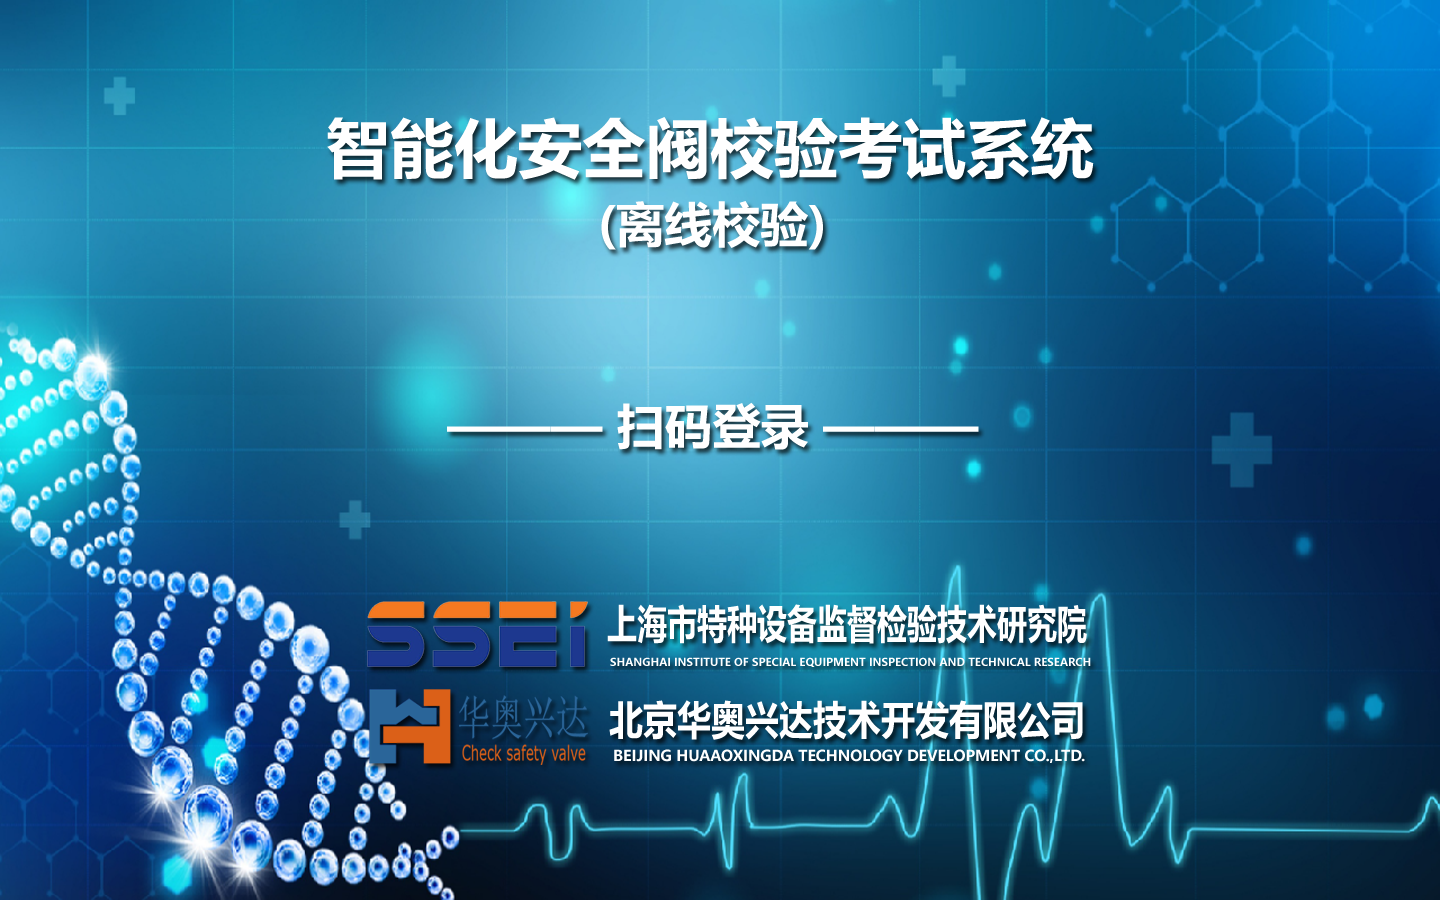 智能化安全阀校验考试系统
(离线校验)
——— 扫码登录 ———
SSEI 上海市特种设备监督检验技术研究院
SHANGHAI INSTITUTE OF SPECIAL EQUIPMENT INSPECTION AND TECHNICAL RESEARCH
华奥兴达 北京华奥兴达技术开发有限公司
Check safety valve BEIJING HUAAOXINGDA TECHNOLOGY DEVELOPMENT CO.,LTD.